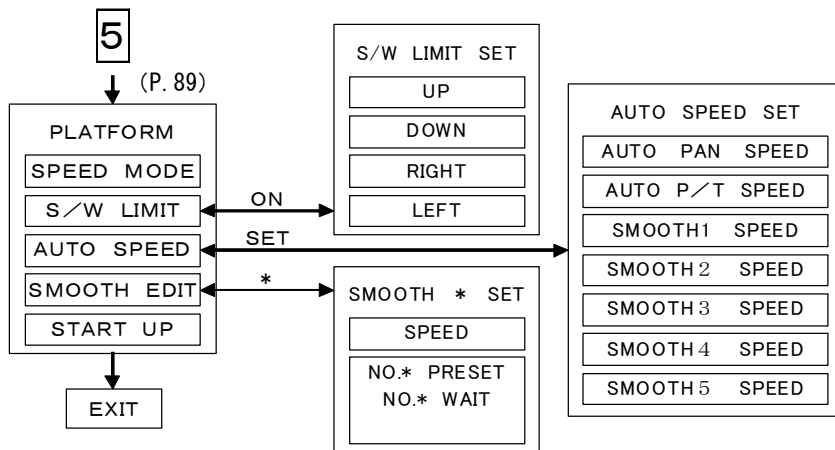 5
(P. 89)
PLATFORM
SPEED MODE
S／W LIMIT
AUTO SPEED
SMOOTH EDIT
START UP
EXIT
ON
SET
*
S/W LIMIT SET
UP
DOWN
RIGHT
LEFT
SMOOTH * SET
SPEED
NO.* PRESET
NO.* WAIT
AUTO SPEED SET
AUTO PAN SPEED
AUTO P／T SPEED
SMOOTH1 SPEED
SMOOTH2 SPEED
SMOOTH3 SPEED
SMOOTH4 SPEED
SMOOTH5 SPEED